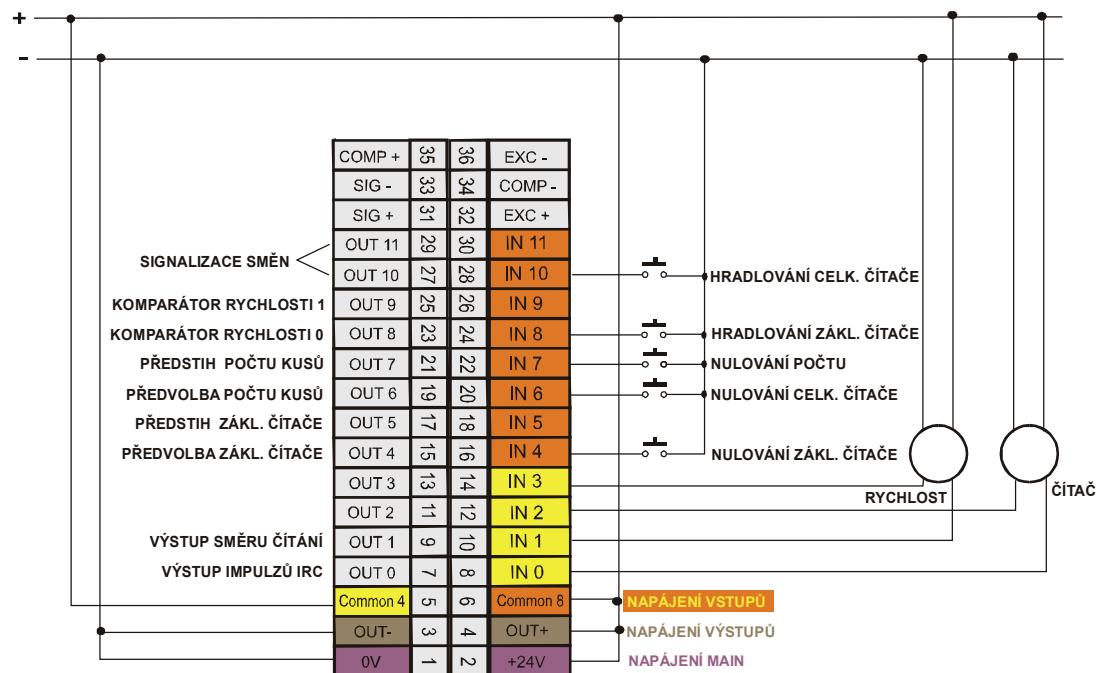 +
-
COMP + 35 36 EXC -
SIG - 33 34 COMP -
SIG + 31 32 EXC +
OUT 11 29 30 IN 11
SIGNALIZACE SMĚN
OUT 10 27 28 IN 10 HRADLOVÁNÍ CELK. ČÍTAČE
KOMPARÁTOR RYCHLOSTI 1 OUT 9 25 26 IN 9
KOMPARÁTOR RYCHLOSTI 0 OUT 8 23 24 IN 8 HRADLOVÁNÍ ZÁKL. ČÍTAČE
PŘEDSTIH POČTU KUSŮ OUT 7 21 22 IN 7 NULOVÁNÍ POČTU
PŘEDVOLBA POČTU KUSŮ OUT 6 19 20 IN 6 NULOVÁNÍ CELK. ČÍTAČE
PŘEDSTIH ZÁKL. ČÍTAČE OUT 5 17 18 IN 5
PŘEDVOLBA ZÁKL. ČÍTAČE OUT 4 15 16 IN 4 NULOVÁNÍ ZÁKL. ČÍTAČE
OUT 3 13 14 IN 3
RYCHLOST
ČÍTAČ
OUT 2 11 12 IN 2
VÝSTUP SMĚRU ČÍTÁNÍ OUT 1 9 10 IN 1
VÝSTUP IMPULZŮ IRC OUT 0 7 8 IN 0
Common 4 5 6 Common 8 NAPÁJENÍ VSTUPŮ
OUT- 3 4 OUT+ NAPÁJENÍ VÝSTUPŮ
0V 1 2 +24V NAPÁJENÍ MAIN